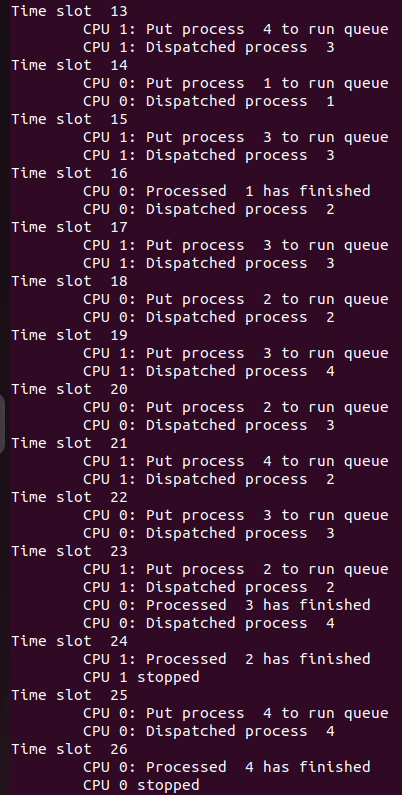 Time slot  13
        CPU 1: Put process  4 to run queue
        CPU 1: Dispatched process  3
Time slot  14
        CPU 0: Put process  1 to run queue
        CPU 0: Dispatched process  1
Time slot  15
        CPU 1: Put process  3 to run queue
        CPU 1: Dispatched process  3
Time slot  16
        CPU 0: Processed  1 has finished
        CPU 0: Dispatched process  2
Time slot  17
        CPU 1: Put process  3 to run queue
        CPU 1: Dispatched process  3
Time slot  18
        CPU 0: Put process  2 to run queue
        CPU 0: Dispatched process  2
Time slot  19
        CPU 1: Put process  3 to run queue
        CPU 1: Dispatched process  4
Time slot  20
        CPU 0: Put process  2 to run queue
        CPU 0: Dispatched process  3
Time slot  21
        CPU 1: Put process  4 to run queue
        CPU 1: Dispatched process  2
Time slot  22
        CPU 0: Put process  3 to run queue
        CPU 0: Dispatched process  3
Time slot  23
        CPU 1: Put process  2 to run queue
        CPU 1: Dispatched process  2
        CPU 0: Processed  3 has finished
        CPU 0: Dispatched process  4
Time slot  24
        CPU 1: Processed  2 has finished
        CPU 1 stopped
Time slot  25
        CPU 0: Put process  4 to run queue
        CPU 0: Dispatched process  4
Time slot  26
        CPU 0: Processed  4 has finished
        CPU 0 stopped